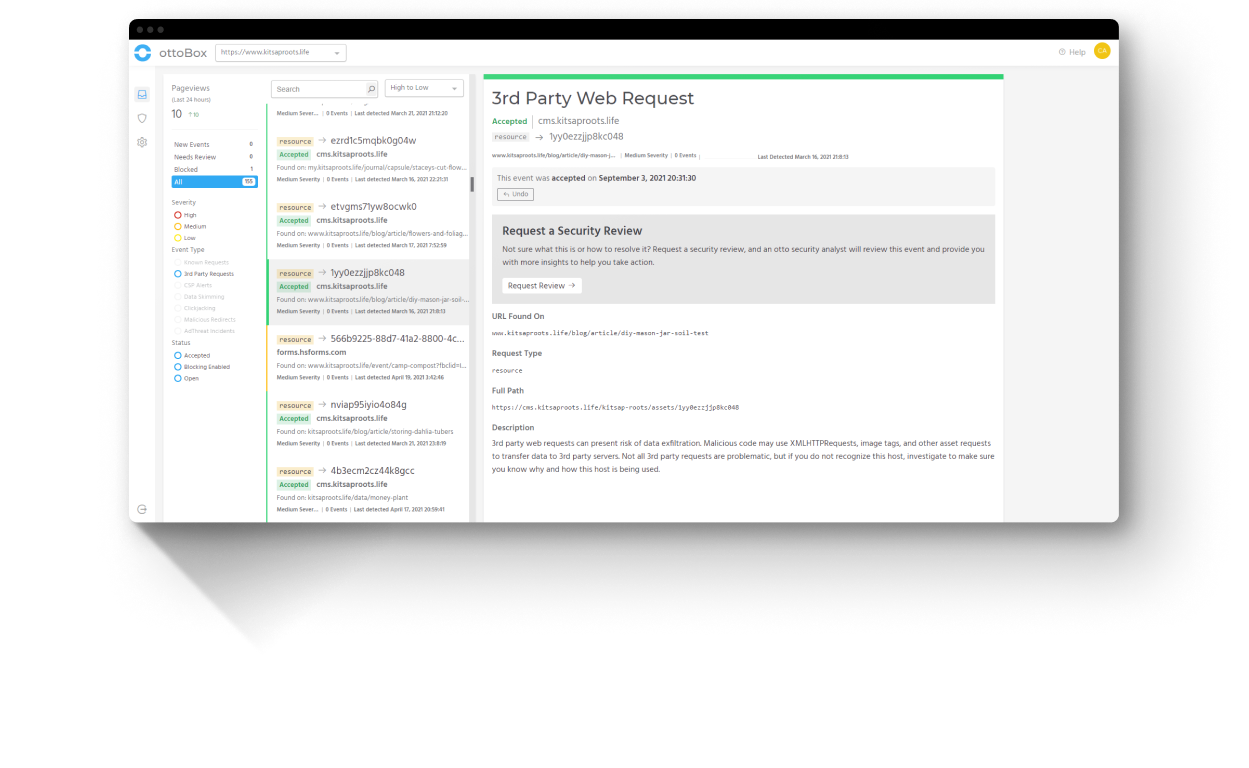 ottoBox
https://www.kitsaproots.life
Help
CA
Pageviews
(Last 24 hours)
10 ↑10
New Events 0
Needs Review 0
Blocked 1
All 155
Severity
High
Medium
Low
Event Type
Known Requests
3rd Party Requests
CSP Alerts
Data Skimming
Clickjacking
Malicious Redirects
AdThreat Incidents
Status
Accepted
Blocking Enabled
Open
Search
High to Low
Medium Sever... | 0 Events | Last detected March 21, 2021 21:12:20
resource → ezrd1c5mqbk0g04w
Accepted cms.kitsaproots.life
Found on: my.kitsaproots.life/journal/capsule/staceys-cut-flow...
Medium Severity | 0 Events | Last detected March 16, 2021 22:21:31
resource → etvgms71yw8ocwk0
Accepted cms.kitsaproots.life
Found on: www.kitsaproots.life/blog/article/flowers-and-foliag...
Medium Severity | 0 Events | Last detected March 17, 2021 7:52:59
resource → 1yy0ezzjjp8kc048
Accepted cms.kitsaproots.life
Found on: www.kitsaproots.life/blog/article/diy-mason-jar-soil-...
Medium Severity | 0 Events | Last detected March 16, 2021 21:8:13
resource → 566b9225-88d7-41a2-8800-4c...
forms.hsforms.com
Found on: www.kitsaproots.life/event/camp-compost?fbclid=I...
Medium Severity | 0 Events | Last detected April 19, 2021 3:42:46
resource → nviap95iyio4o84g
Accepted cms.kitsaproots.life
Found on: kitsaproots.life/blog/article/storing-dahlia-tubers
Medium Severity | 0 Events | Last detected March 21, 2021 23:8:19
resource → 4b3ecm2cz44k8gcc
Accepted cms.kitsaproots.life
Found on: kitsaproots.life/data/money-plant
Medium Sever... | 0 Events | Last detected April 17, 2021 20:59:41
3rd Party Web Request
Accepted | cms.kitsaproots.life
resource → 1yy0ezzjjp8kc048
www.kitsaproots.life/blog/article/diy-mason-j... | Medium Severity | 0 Events | Last Detected March 16, 2021 21:8:13
This event was accepted on September 3, 2021 20:31:30
Undo
Request a Security Review
Not sure what this is or how to resolve it? Request a security review, and an otto security analyst will review this event and provide you
with more insights to help you take action.
Request Review →
URL Found On
www.kitsaproots.life/blog/article/diy-mason-jar-soil-test
Request Type
resource
Full Path
https://cms.kitsaproots.life/kitsap-roots/assets/1yy0ezzjjp8kc048
Description
3rd party web requests can present risk of data exfiltration. Malicious code may use XMLHTTPRequests, image tags, and other asset requests
to transfer data to 3rd party servers. Not all 3rd party requests are problematic, but if you do not recognize this host, investigate to make sure
you know why and how this host is being used.